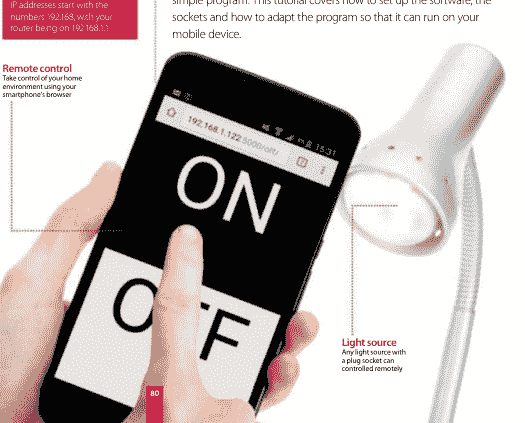 simple program. This tutorial covers how to set up the software, the
IP addresses start with the
numbers 192.168, with your
router being on 192.168.1.1
sockets and how to adapt the program so that it can run on your
mobile device.
Remote control
Take control of your home
environment using your
smartphone's browser
15:31
192.168.1.122:5000/off/
ON
OFF
Light source
Any light source with
a plug socket can
controlled remotely
80